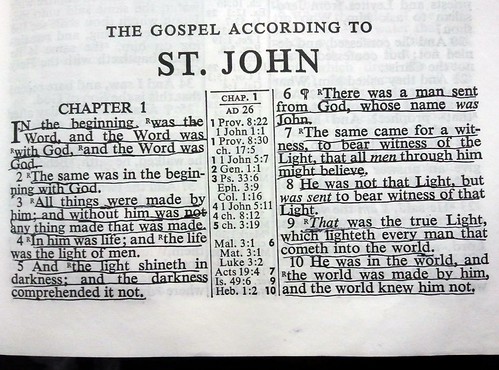 THE GOSPEL ACCORDING TO
ST. JOHN
CHAPTER 1
IN the beginning, ᴿwas the
Word, and the Word was
ᴿwith God, ᴿand the Word was
God.
2 ᴿThe same was in the begin-
ning with God.
3 ᴿAll things were made by
him; and without him was not
any thing made that was made.
4 ᴿIn him was life; and ᴿthe life
was the light of men.
5 And ᴿthe light shineth in
darkness; and the darkness
comprehended it not.
CHAP. 1
AD 26
1 Prov. 8:22
1 John 1:1
1 Prov. 8:30
ch. 17:5
1 1 John 5:7
2 Gen. 1:1
3 Ps. 33:6
Eph. 3:9
Col. 1:16
4 1 John 5:11
4 ch. 8:12
5 ch. 3:19
Mal. 3:1 6
Mat. 3:1
Luke 3:2
Acts 19:4 7
Is. 49:6 9
Heb. 1:2 10
6 ¶ ᴿThere was a man sent
from God, whose name was
John.
7 ᴿThe same came for a wit-
ness, to bear witness of the
Light, that all men through him
might believe.
8 He was not that Light, but
was sent to bear witness of that
Light.
9 ᴿThat was the true Light,
which lighteth every man that
cometh into the world.
10 He was in the world, and
ᴿthe world was made by him,
and the world knew him not.